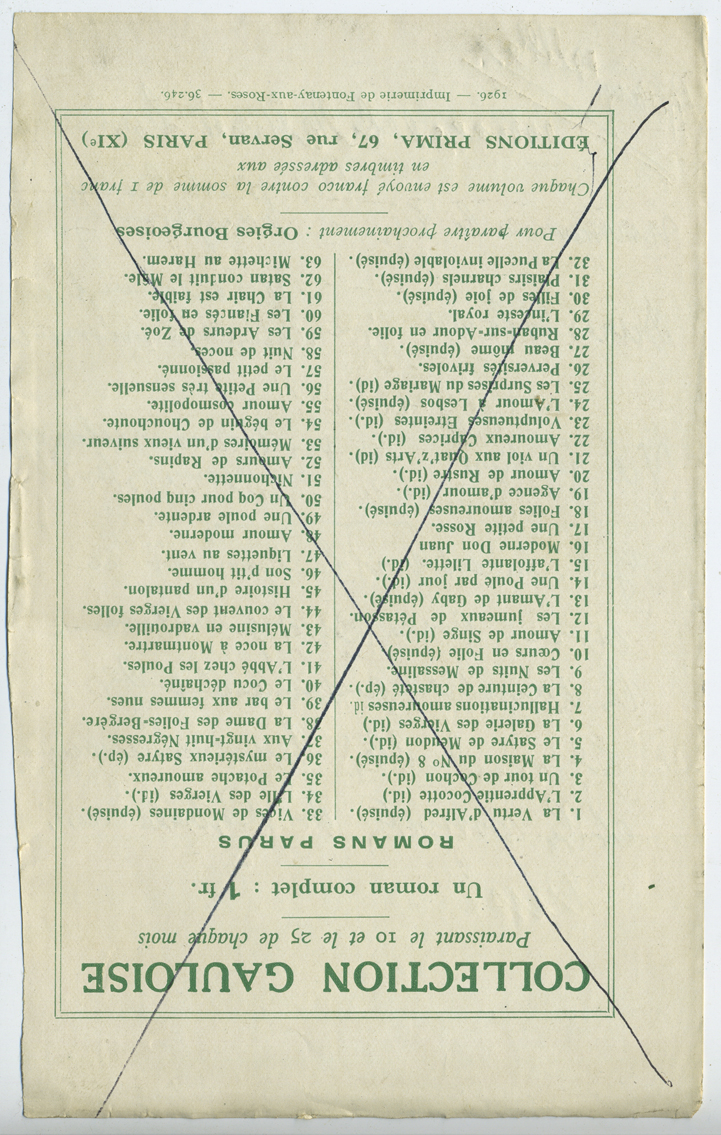 COLLECTION GAULOISE
Paraissant le 10 et le 25 de chaque mois
Un roman complet : 1 fr.
ROMANS PARUS
1. La Vertu d'Alfred (épuisé).
2. L'Apprentie Cocotte (id.)
3. Un tour de Cochon (id.).
4. La Maison du No 8 (épuisé).
5. Le Satyre de Meudon (id.).
6. La Galerie des Vierges (id.).
7. Hallucinations amoureuses id.
8. La Ceinture de chasteté (ép.).
9. Les Nuits de Messaline.
10. Cœurs en Folie (épuisé)
11. Amour de Singe (id.).
12. Les jumeaux de Pétasson.
13. L'Amant de Gaby (épuisé).
14. Une Poule par jour (id.).
15. L'affolante Lilette. (id.)
16. Moderne Don Juan
17. Une petite Rosse.
18. Folies amoureuses (épuisé).
19. Agence d'amour (id.).
20. Amour de Rustre (id.).
21. Un viol aux Quat'z'Arts (id).
22. Amoureux Caprices (id.).
23. Voluptueuses Etreintes (id.).
24. L'Amour à Lesbos (épuisé).
25. Les Surprises du Mariage (id).
26. Perversités frivoles.
27. Beau môme (épuisé).
28. Ruban-sur-Adour en folie.
29. L'inceste royal.
30. Filles de joie (épuisé).
31. Plaisirs charnels (épuisé).
32. La Pucelle inviolable (épuisé).
33. Viges de Mondaines (épuisé).
34. L'Ile des Vierges (id.).
35. Le Potache amoureux.
36. Le mystérieux Satyre (ép.).
37. Aux vingt-huit Négresses.
38. La Dame des Folies-Bergère.
39. Le bar aux femmes nues.
40. Le Cocu déchaîné.
41. L'Abbé chez les Poules.
42. La noce à Montmartre.
43. Mélusine en vadrouille.
44. Le couvent des Vierges folles.
45. Histoire d'un pantalon.
46. Son p'tit homme.
47. Liquettes au vent.
48. Amour moderne.
49. Une poule ardente.
50. Un Coq pour cinq poules.
51. Nichonnette.
52. Amours de Rapins.
53. Mémoires d'un vieux suiveur.
54. Le béguin de Chouchoute.
55. Amour cosmopolite.
56. Une Petite très sensuelle.
57. Le petit passionné.
58. Nuit de noces.
59. Les Ardeurs de Zoé.
60. Les Fiancés en folie.
61. La Chair est faible.
62. Satan conduit le Mâle.
63. Michette au Harem.
Pour paraître prochainement : Orgies Bourgeoises
Chaque volume est envoyé franco contre la somme de 1 franc
en timbres adressée aux
ÉDITIONS PRIMA, 67, rue Servan, PARIS (XIe)
1926. — Imprimerie de Fontenay-aux-Roses. — 36.246.